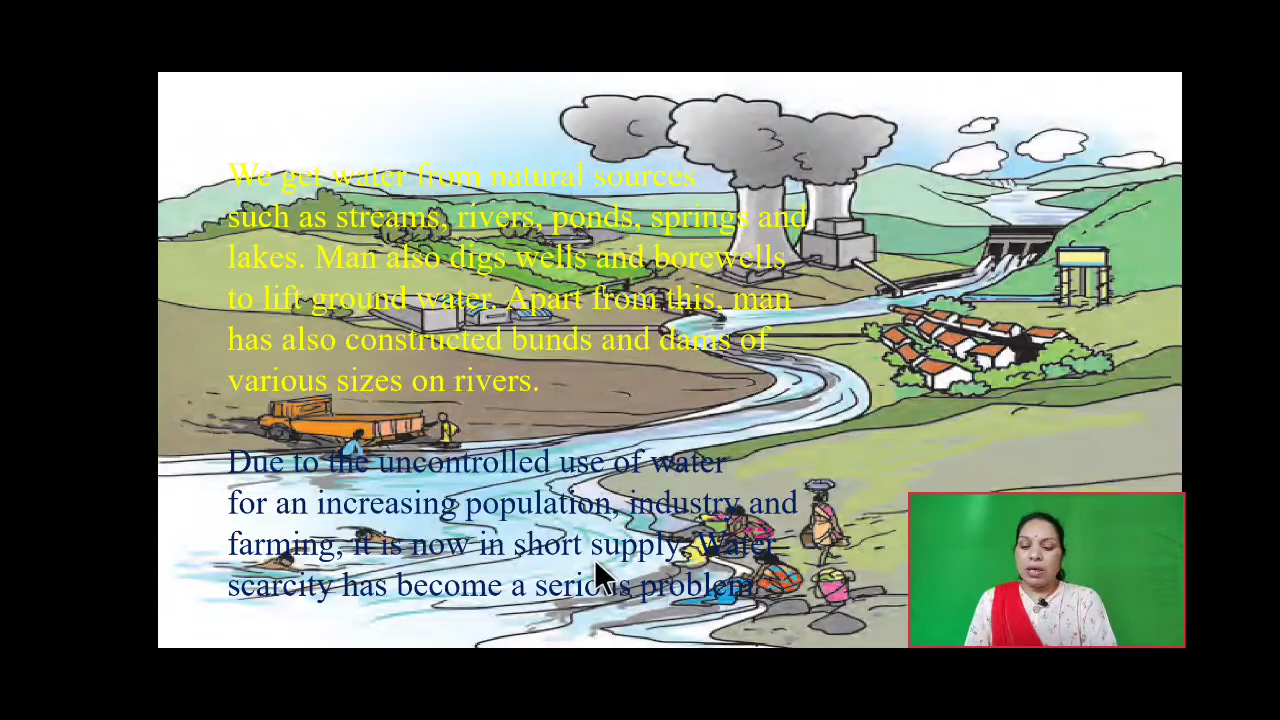 We get water from natural sources
such as streams, rivers, ponds, springs and
lakes. Man also digs wells and borewells
to lift ground water. Apart from this, man
has also constructed bunds and dams of
various sizes on rivers.
Due to the uncontrolled use of water
for an increasing population, industry and
farming, it is now in short supply. Water
scarcity has become a serious problem.